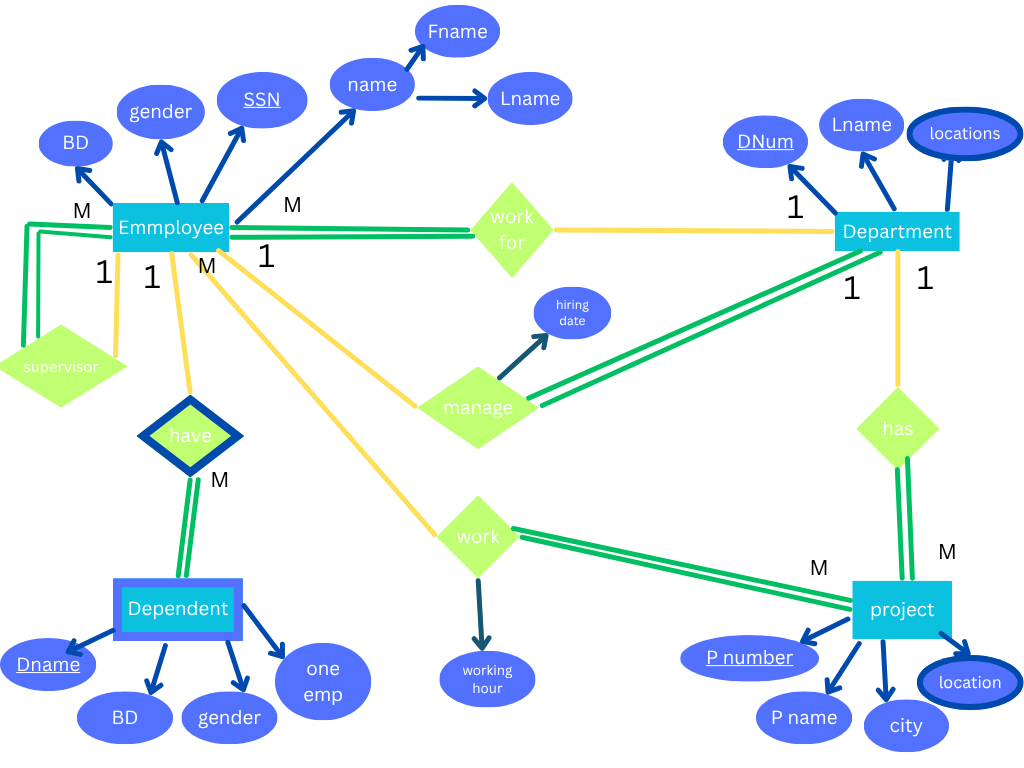 Fname
name
Lname
SSN
gender
BD
DNum
Lname
locations
M
M
1
Emmployee
work
for
Department
1
1
M
1
1
1
hiring
date
supervisor
manage
have
has
M
work
M
M
Dependent
project
Dname
one
emp
BD
gender
working
hour
P number
location
P name
city